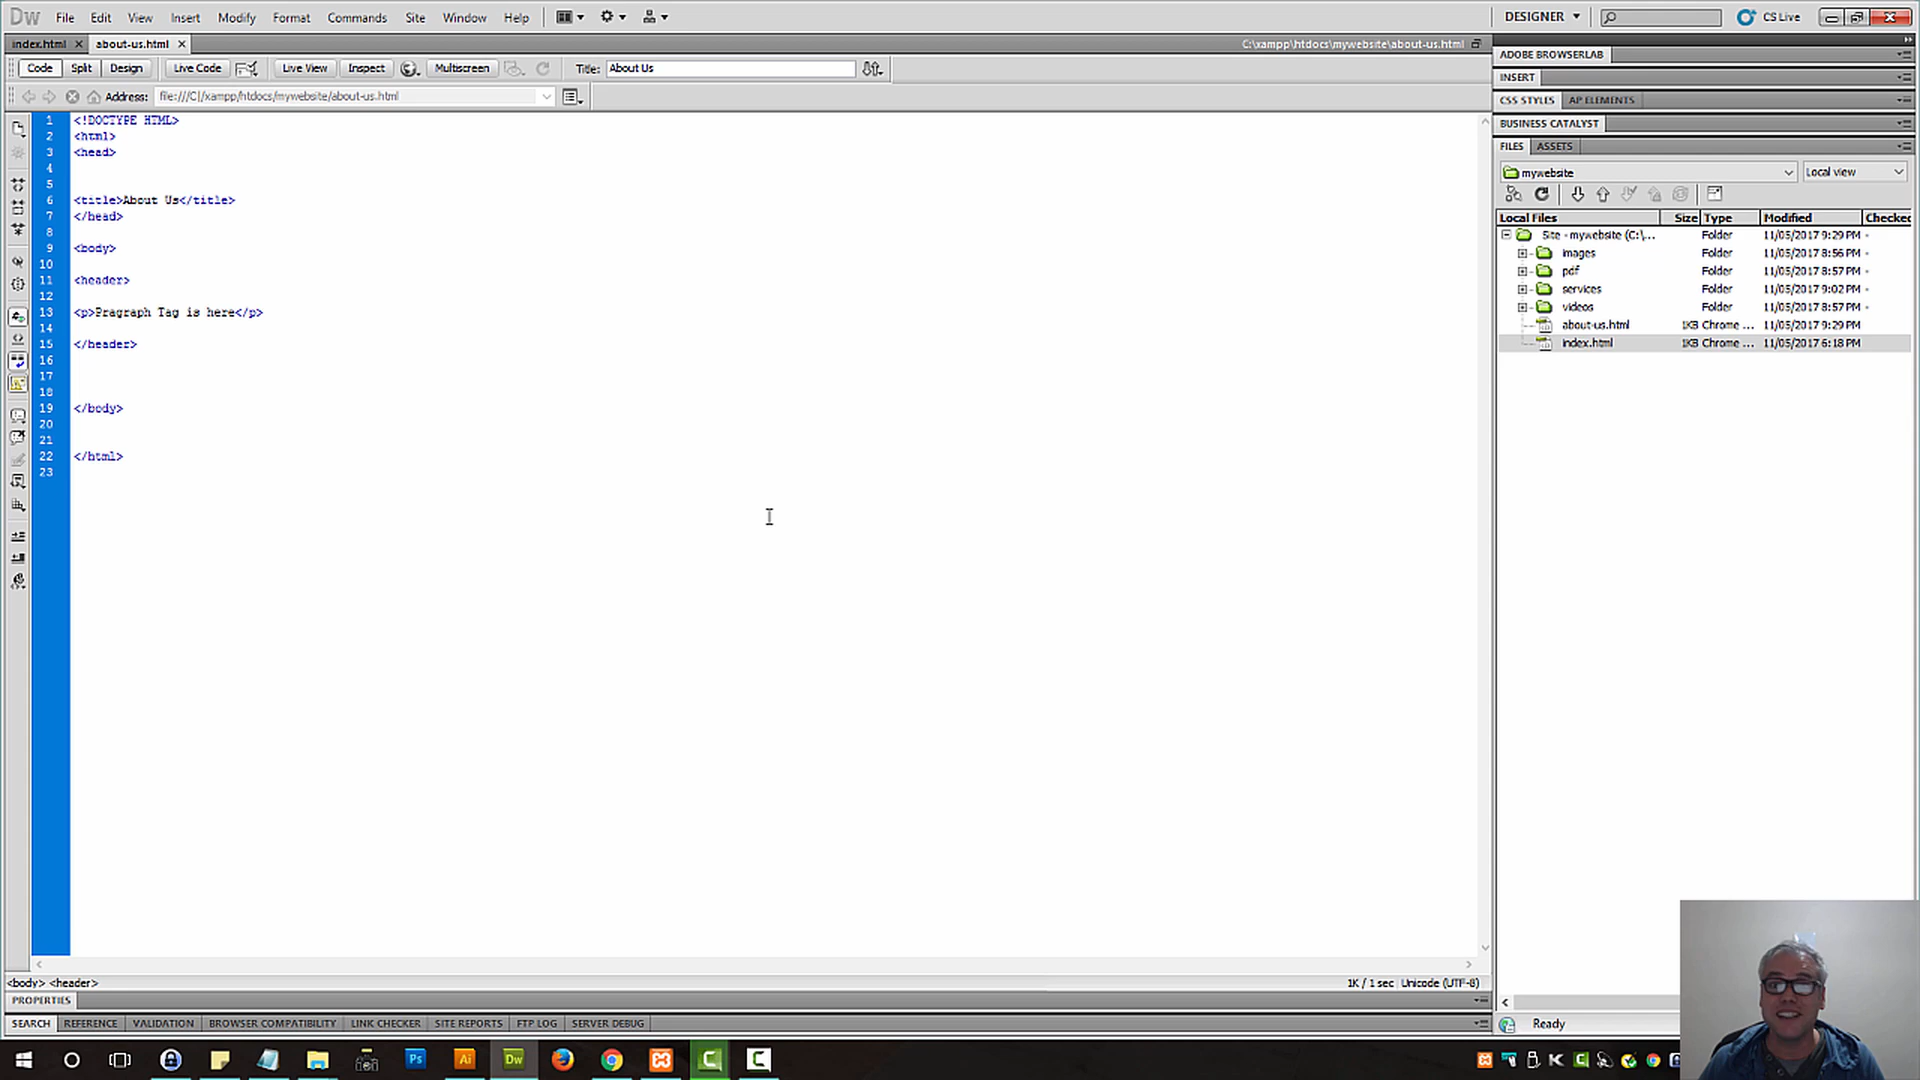 Dw File Edit View Insert Modify Format Commands Site Window Help DESIGNER CS Live
index.html about-us.html C:\xampp\htdocs\mywebsite\about-us.html
Code Split Design Live Code Live View Inspect Multiscreen Title: About Us
Address: file:///C|/xampp/htdocs/mywebsite/about-us.html
1 <!DOCTYPE HTML>
2 <html>
3 <head>
4
5
6 <title>About Us</title>
7 </head>
8
9 <body>
10
11 <header>
12
13 <p>Pragraph Tag is here</p>
14
15 </header>
16
17
18
19 </body>
20
21
22 </html>
23
<body> <header> 1K / 1 sec Unicode (UTF-8)
PROPERTIES
SEARCH REFERENCE VALIDATION BROWSER COMPATIBILITY LINK CHECKER SITE REPORTS FTP LOG SERVER DEBUG
ADOBE BROWSERLAB
INSERT
CSS STYLES AP ELEMENTS
BUSINESS CATALYST
FILES ASSETS
mywebsite Local view
Local Files Size Type Modified Checked
Site - mywebsite (C:\... Folder 11/05/2017 9:29 PM -
images Folder 11/05/2017 8:56 PM -
pdf Folder 11/05/2017 8:57 PM -
services Folder 11/05/2017 9:02 PM -
videos Folder 11/05/2017 8:57 PM -
about-us.html 1KB Chrome ... 11/05/2017 9:29 PM
index.html 1KB Chrome ... 11/05/2017 6:18 PM
Ready
Ps Ai Dw